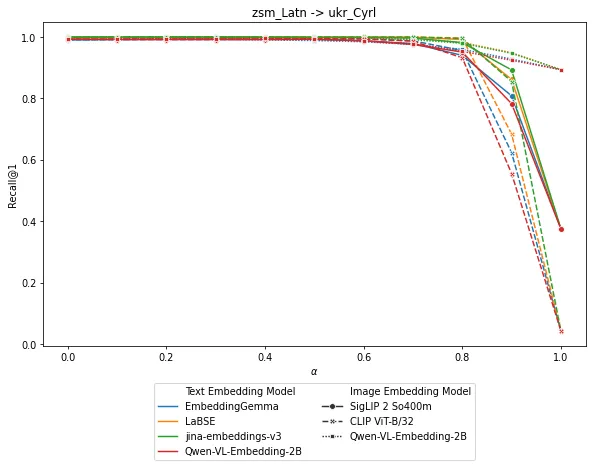 zsm_Latn -> ukr_Cyrl
Recall@1
1.0
0.8
0.6
0.4
0.2
0.0
0.0 0.2 0.4 0.6 0.8 1.0
α
Text Embedding Model Image Embedding Model
EmbeddingGemma SigLIP 2 So400m
LaBSE CLIP ViT-B/32
jina-embeddings-v3 Qwen-VL-Embedding-2B
Qwen-VL-Embedding-2B